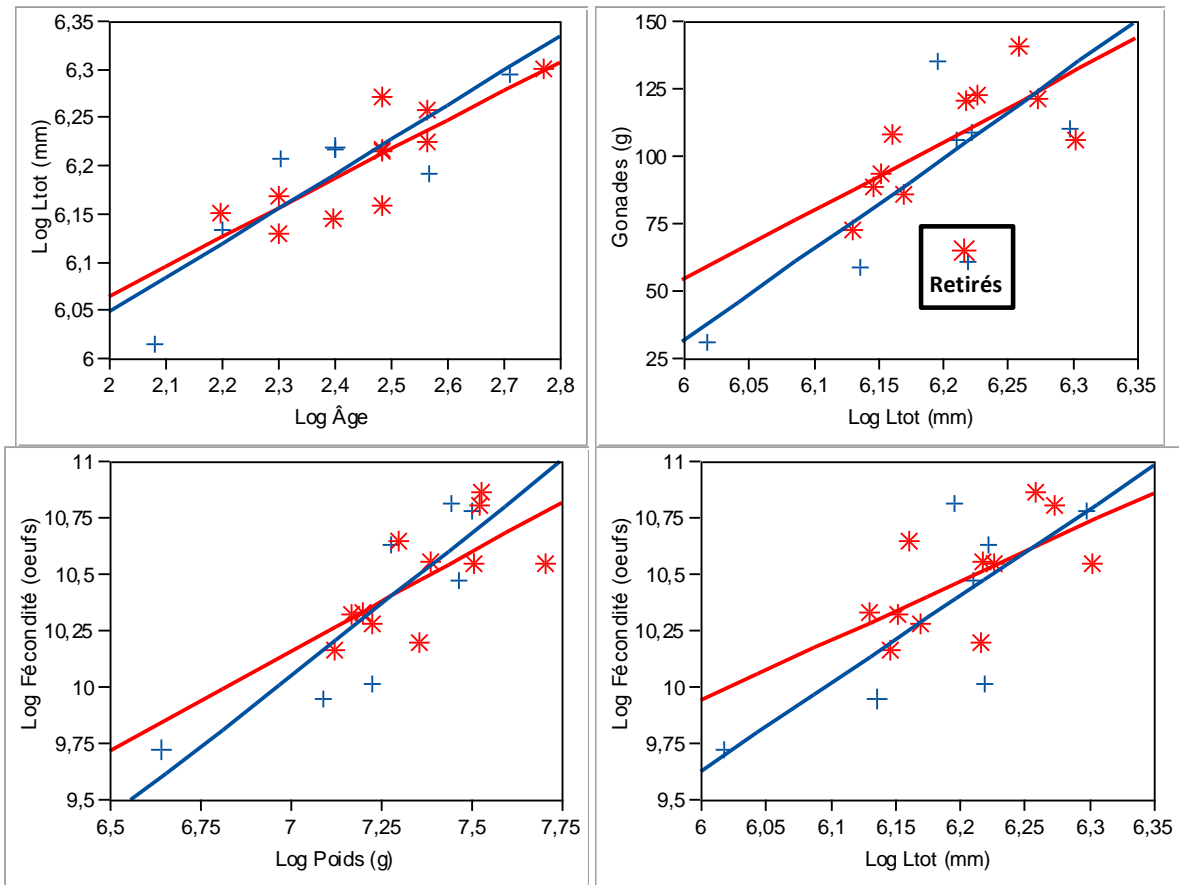 6,35
6,3
6,25
6,2
6,15
6,1
6,05
6
Log Ltot (mm)
2 2,1 2,2 2,3 2,4 2,5 2,6 2,7 2,8
Log Âge
150
125
100
75
50
25
Gonades (g)
Retirés
6 6,05 6,1 6,15 6,2 6,25 6,3 6,35
Log Ltot (mm)
11
10,75
10,5
10,25
10
9,75
9,5
Log Fécondité (oeufs)
6,5 6,75 7 7,25 7,5 7,75
Log Poids (g)
11
10,75
10,5
10,25
10
9,75
9,5
Log Fécondité (oeufs)
6 6,05 6,1 6,15 6,2 6,25 6,3 6,35
Log Ltot (mm)